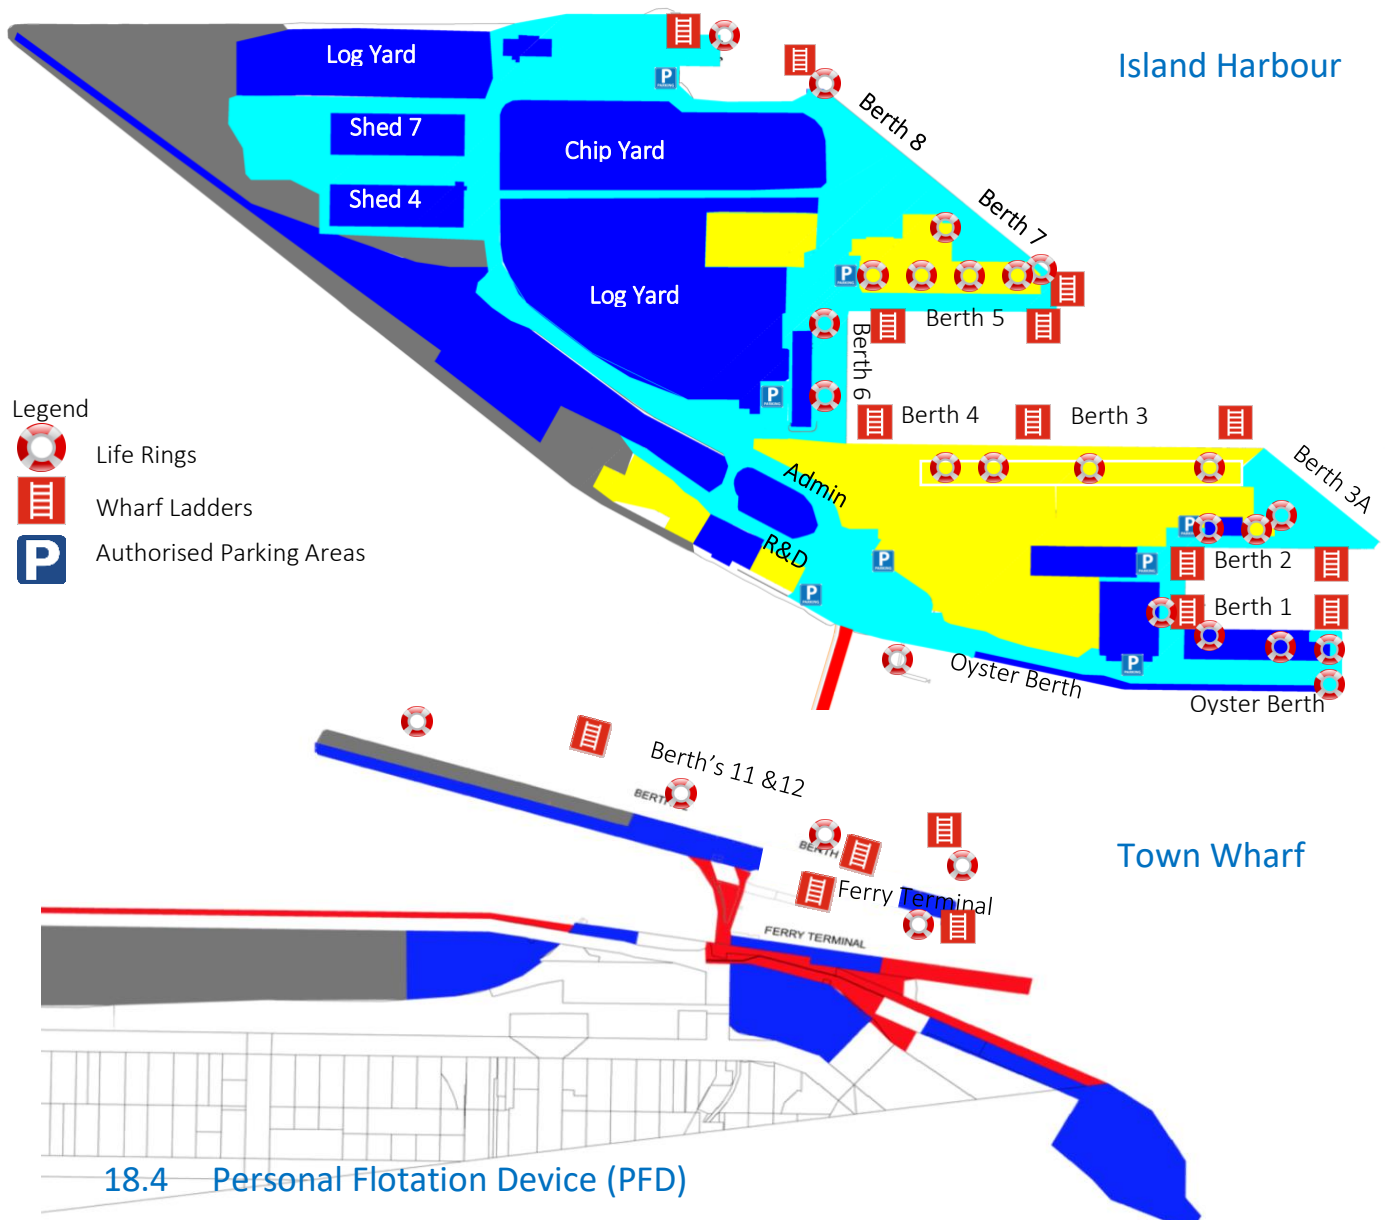 Island Harbour
Log Yard
Berth 8
Shed 7
Chip Yard
Shed 4
Berth 7
Log Yard
Berth 5
Berth 6
Legend
Life Rings
Wharf Ladders
P
Authorised Parking Areas
Berth 4
Berth 3
Admin
Berth 3A
R&D
Berth 2
Berth 1
Oyster Berth
Oyster Berth
Berth's 11 &12
BERTH
Town Wharf
Ferry Terminal
FERRY TERMINAL
18.4 Personal Flotation Device (PFD)